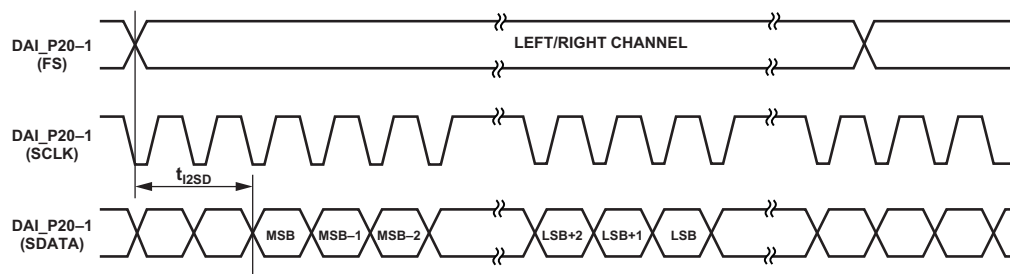 DAI_P20–1
(FS)
LEFT/RIGHT CHANNEL
DAI_P20–1
(SCLK)
tI2SD
DAI_P20–1
(SDATA)
MSB
MSB–1
MSB–2
LSB+2
LSB+1
LSB